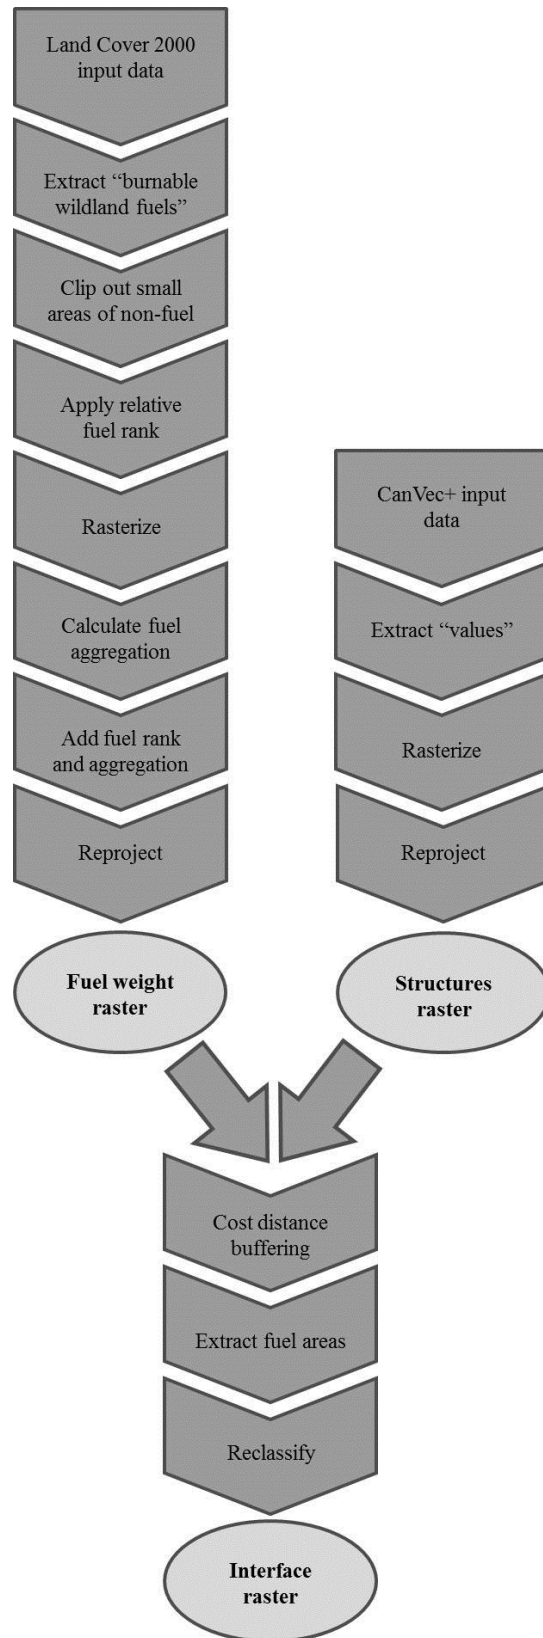 Land Cover 2000
input data
Extract “burnable
wildland fuels”
Clip out small
areas of non-fuel
Apply relative
fuel rank
Rasterize
Calculate fuel
aggregation
Add fuel rank
and aggregation
Reproject
Fuel weight
raster
CanVec+ input
data
Extract “values”
Rasterize
Reproject
Structures
raster
Cost distance
buffering
Extract fuel areas
Reclassify
Interface
raster